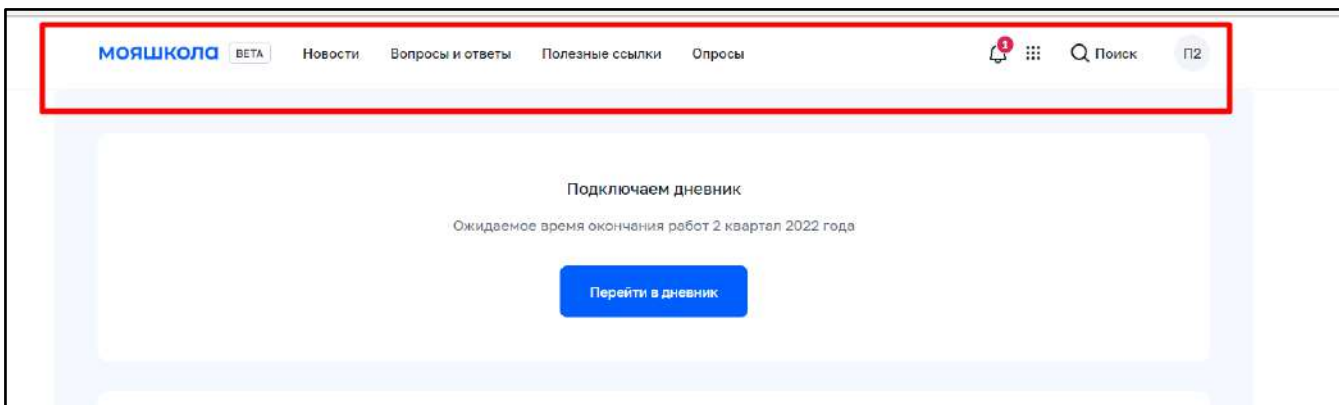 мояшкола BETA Новости Вопросы и ответы Полезные ссылки Опросы 1 Поиск П2
Подключаем дневник
Ожидаемое время окончания работ 2 квартал 2022 года
Перейти в дневник